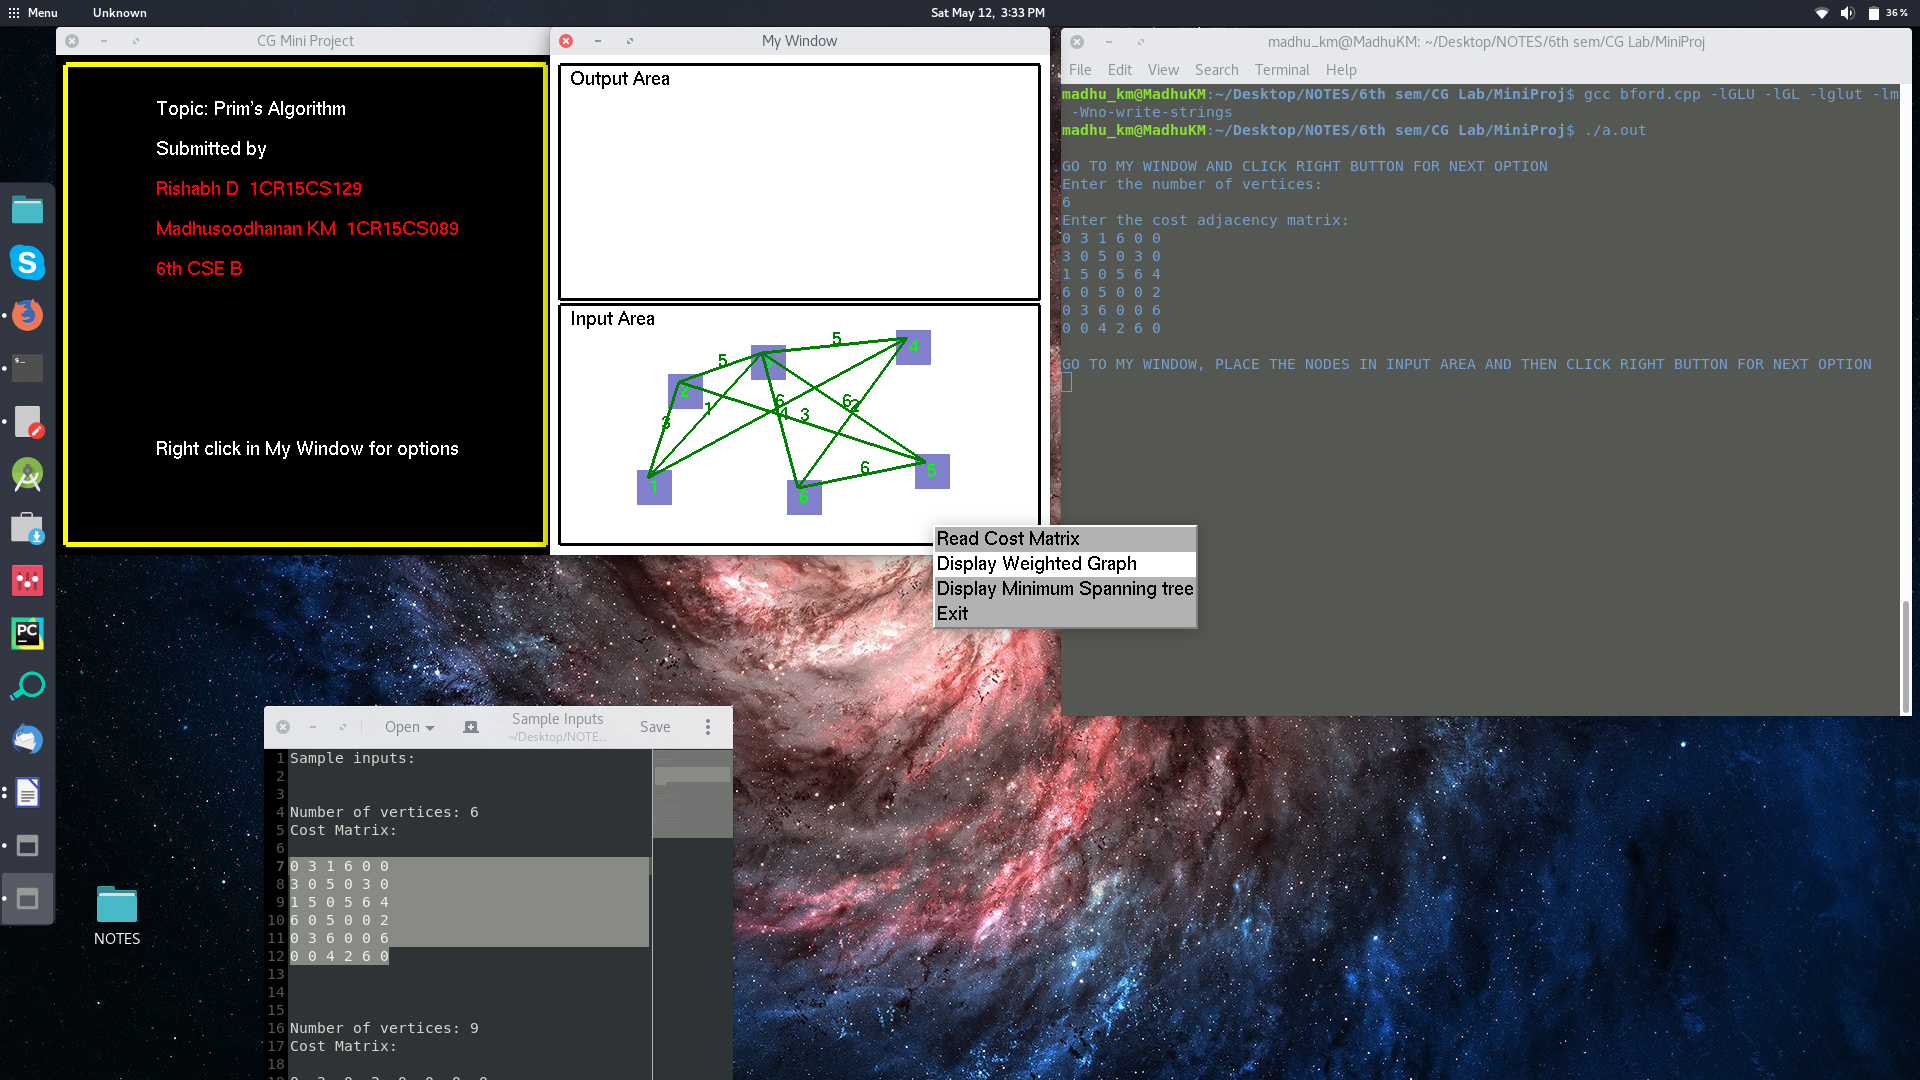 Menu Unknown Sat May 12, 3:33 PM 36%
CG Mini Project
Topic: Prim's Algorithm
Submitted by
Rishabh D 1CR15CS129
Madhusoodhanan KM 1CR15CS089
6th CSE B
Right click in My Window for options
My Window
Output Area
Input Area
5
5
4
2
1
6
4
3
6
2
3
6
5
1
6
Read Cost Matrix
Display Weighted Graph
Display Minimum Spanning tree
Exit
madhu_km@MadhuKM: ~/Desktop/NOTES/6th sem/CG Lab/MiniProj
File Edit View Search Terminal Help
madhu_km@MadhuKM:~/Desktop/NOTES/6th sem/CG Lab/MiniProj$ gcc bford.cpp -lGLU -lGL -lglut -lm
-Wno-write-strings
madhu_km@MadhuKM:~/Desktop/NOTES/6th sem/CG Lab/MiniProj$ ./a.out
GO TO MY WINDOW AND CLICK RIGHT BUTTON FOR NEXT OPTION
Enter the number of vertices:
6
Enter the cost adjacency matrix:
0 3 1 6 0 0
3 0 5 0 3 0
1 5 0 5 6 4
6 0 5 0 0 2
0 3 6 0 0 6
0 0 4 2 6 0
GO TO MY WINDOW, PLACE THE NODES IN INPUT AREA AND THEN CLICK RIGHT BUTTON FOR NEXT OPTION
S
PC
Open Sample Inputs Save
~/Desktop/NOTE...
1 Sample inputs:
2
3
4 Number of vertices: 6
5 Cost Matrix:
6
7 0 3 1 6 0 0
8 3 0 5 0 3 0
9 1 5 0 5 6 4
10 6 0 5 0 0 2
11 0 3 6 0 0 6
12 0 0 4 2 6 0
13
14
15
16 Number of vertices: 9
17 Cost Matrix:
18
NOTES